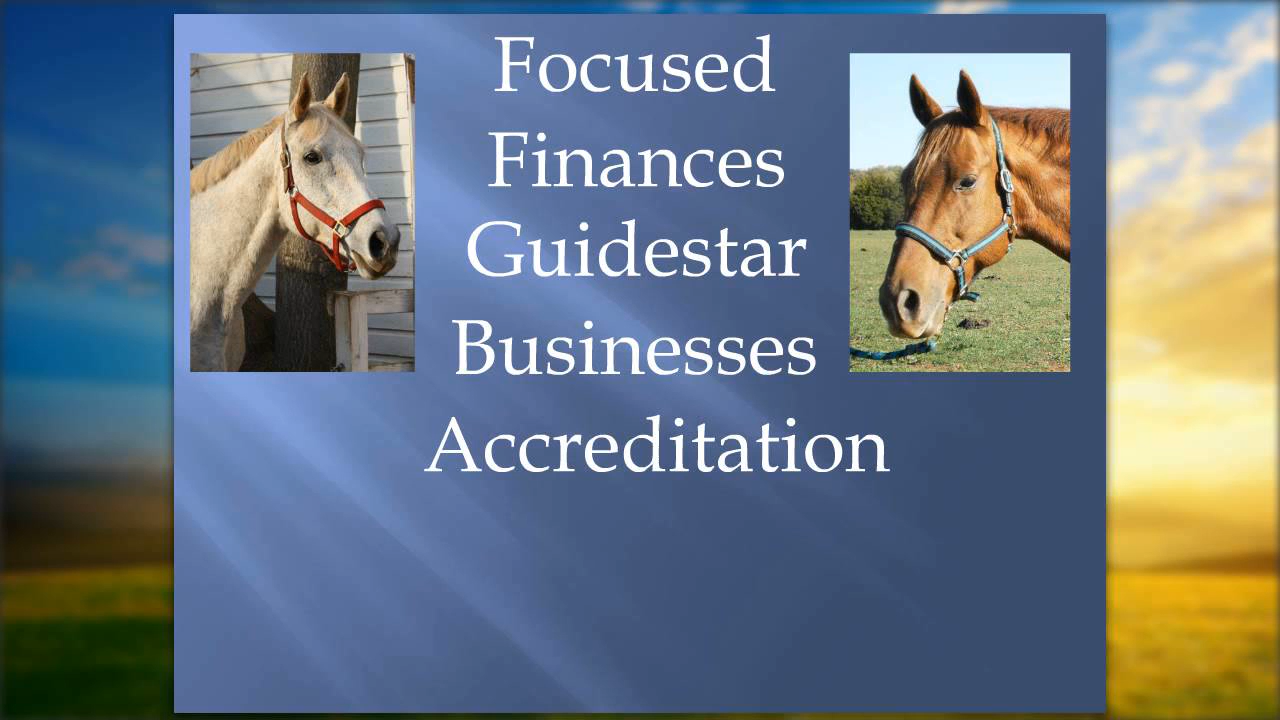 Focused
Finances
Guidestar
Businesses
Accreditation